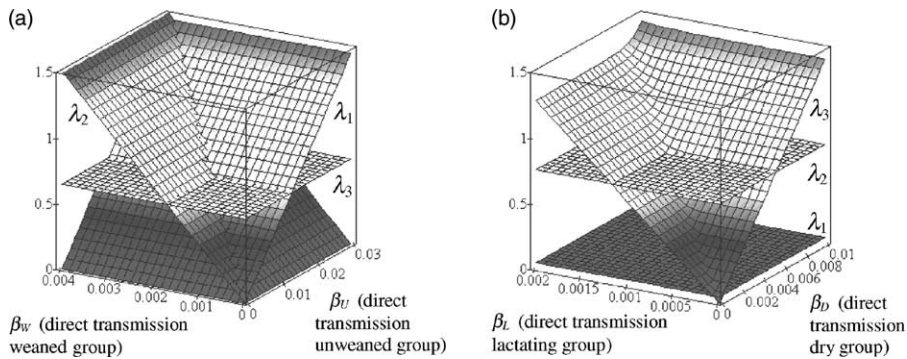 (a)
1.5
1
0.5
0
λ2
λ1
λ3
0.004
0.003
0.002
0.001
0
0
0.01
0.02
0.03
βW (direct transmission
weaned group)
βU (direct
transmission
unweaned group)
(b)
1.5
1
0.5
0
λ3
λ2
λ1
0.002
0.0015
0.001
0.0005
0
0
0.002
0.004
0.006
0.008
0.01
βL (direct transmission
lactating group)
βD (direct
transmission
dry group)